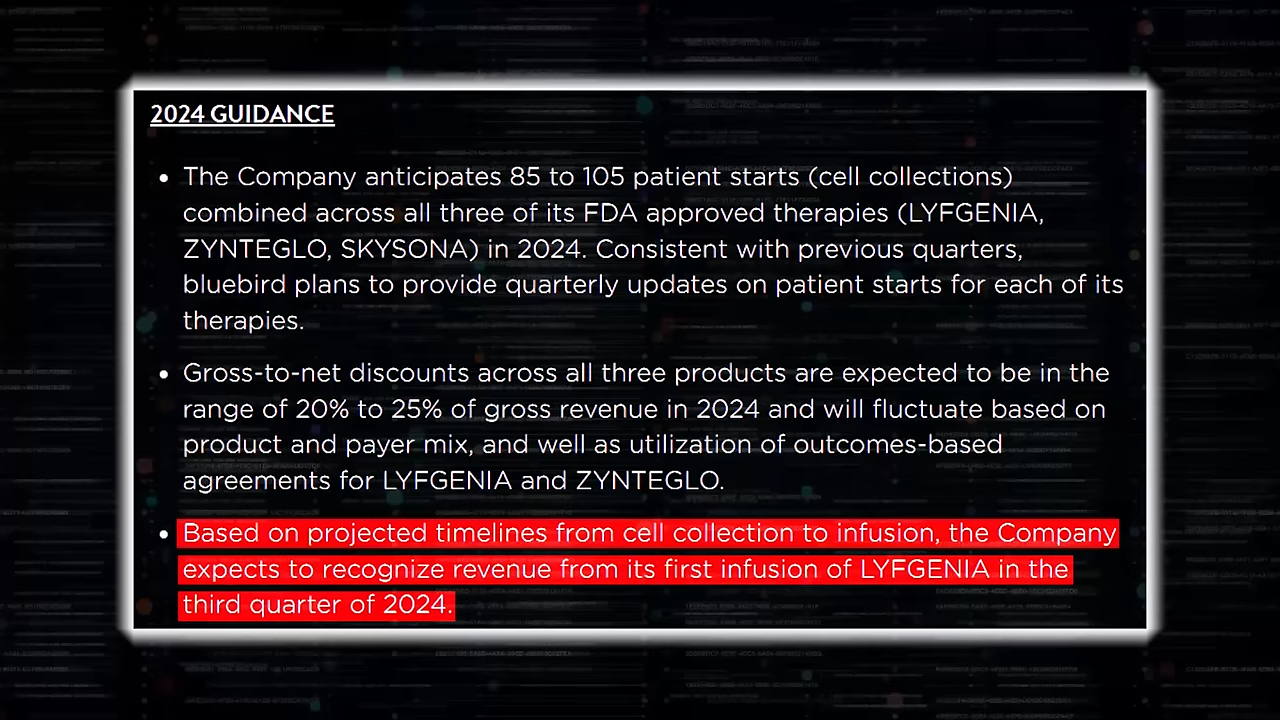 2024 GUIDANCE
• The Company anticipates 85 to 105 patient starts (cell collections)
combined across all three of its FDA approved therapies (LYFGENIA,
ZYNTEGLO, SKYSONA) in 2024. Consistent with previous quarters,
bluebird plans to provide quarterly updates on patient starts for each of its
therapies.
• Gross-to-net discounts across all three products are expected to be in the
range of 20% to 25% of gross revenue in 2024 and will fluctuate based on
product and payer mix, and well as utilization of outcomes-based
agreements for LYFGENIA and ZYNTEGLO.
• Based on projected timelines from cell collection to infusion, the Company
expects to recognize revenue from its first infusion of LYFGENIA in the
third quarter of 2024.